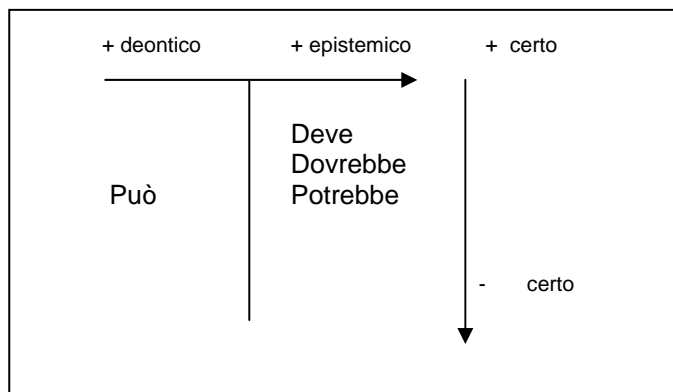 + deontico + epistemico + certo
Deve
Dovrebbe
Può Potrebbe
- certo